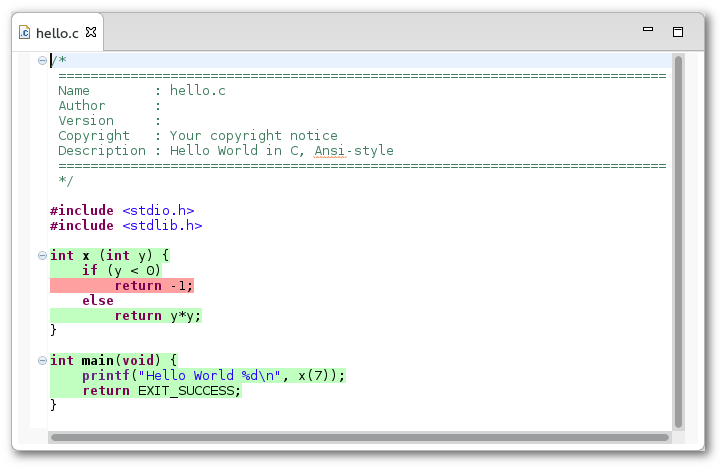 hello.c
/*
============================================================================
Name        : hello.c
Author      :
Version     :
Copyright   : Your copyright notice
Description : Hello World in C, Ansi-style
============================================================================
*/
#include <stdio.h>
#include <stdlib.h>
int x (int y) {
    if (y < 0)
        return -1;
    else
        return y*y;
}
int main(void) {
    printf("Hello World %d\n", x(7));
    return EXIT_SUCCESS;
}